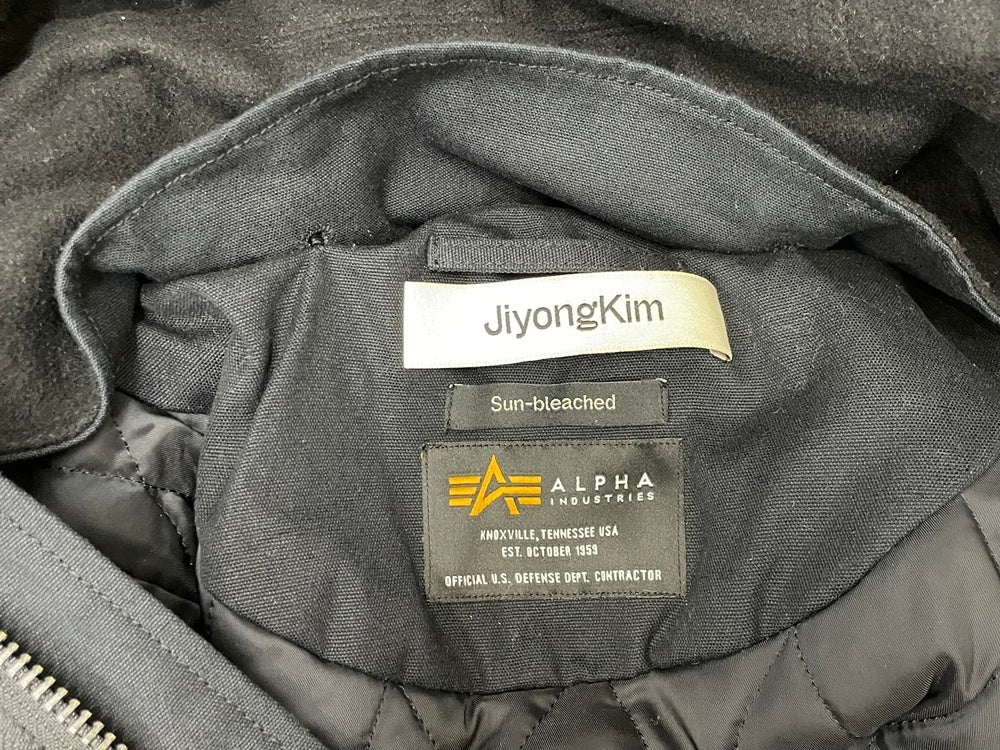 JiyongKim
Sun-bleached
ALPHA
INDUSTRIES
KNOXVILLE, TENNESSEE USA
EST. OCTOBER 1959
OFFICIAL U.S. DEFENSE DEPT. CONTRACTOR